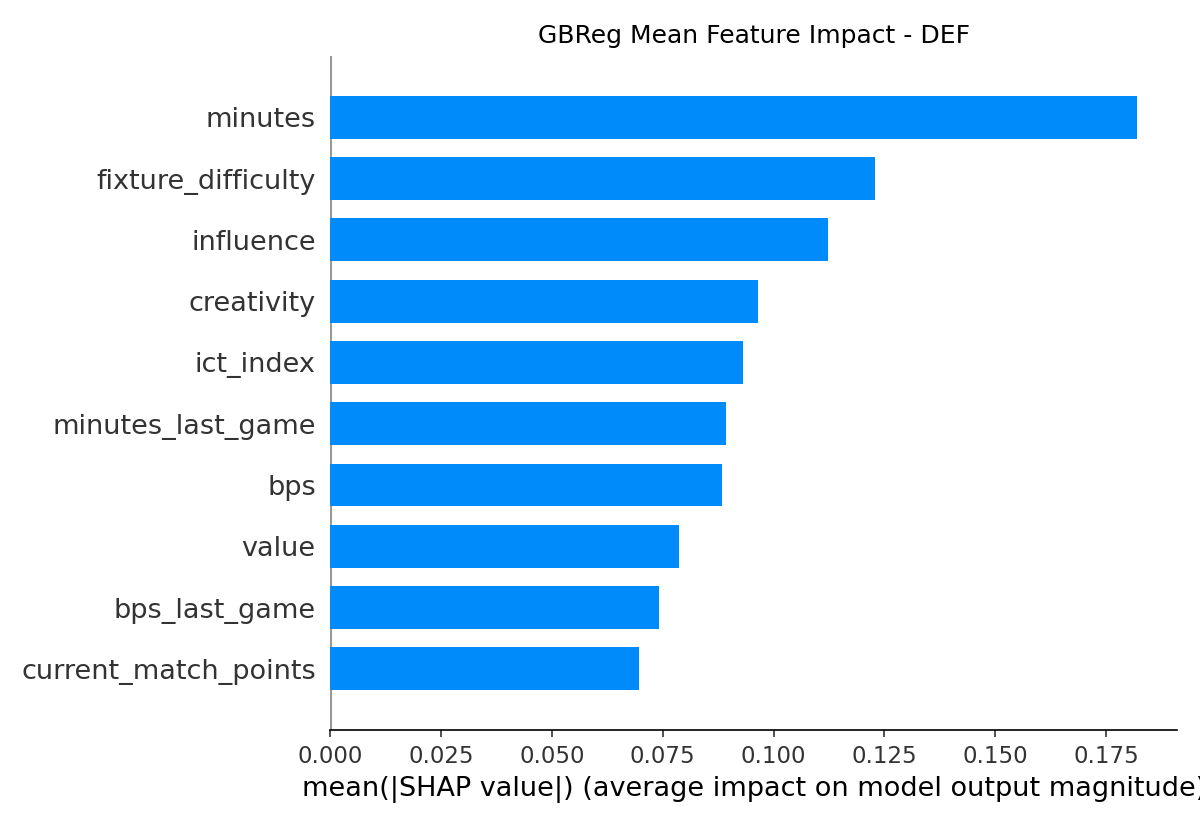 GBReg Mean Feature Impact - DEF
minutes
fixture_difficulty
influence
creativity
ict_index
minutes_last_game
bps
value
bps_last_game
current_match_points
0.000 0.025 0.050 0.075 0.100 0.125 0.150 0.175
mean(|SHAP value|) (average impact on model output magnitude)